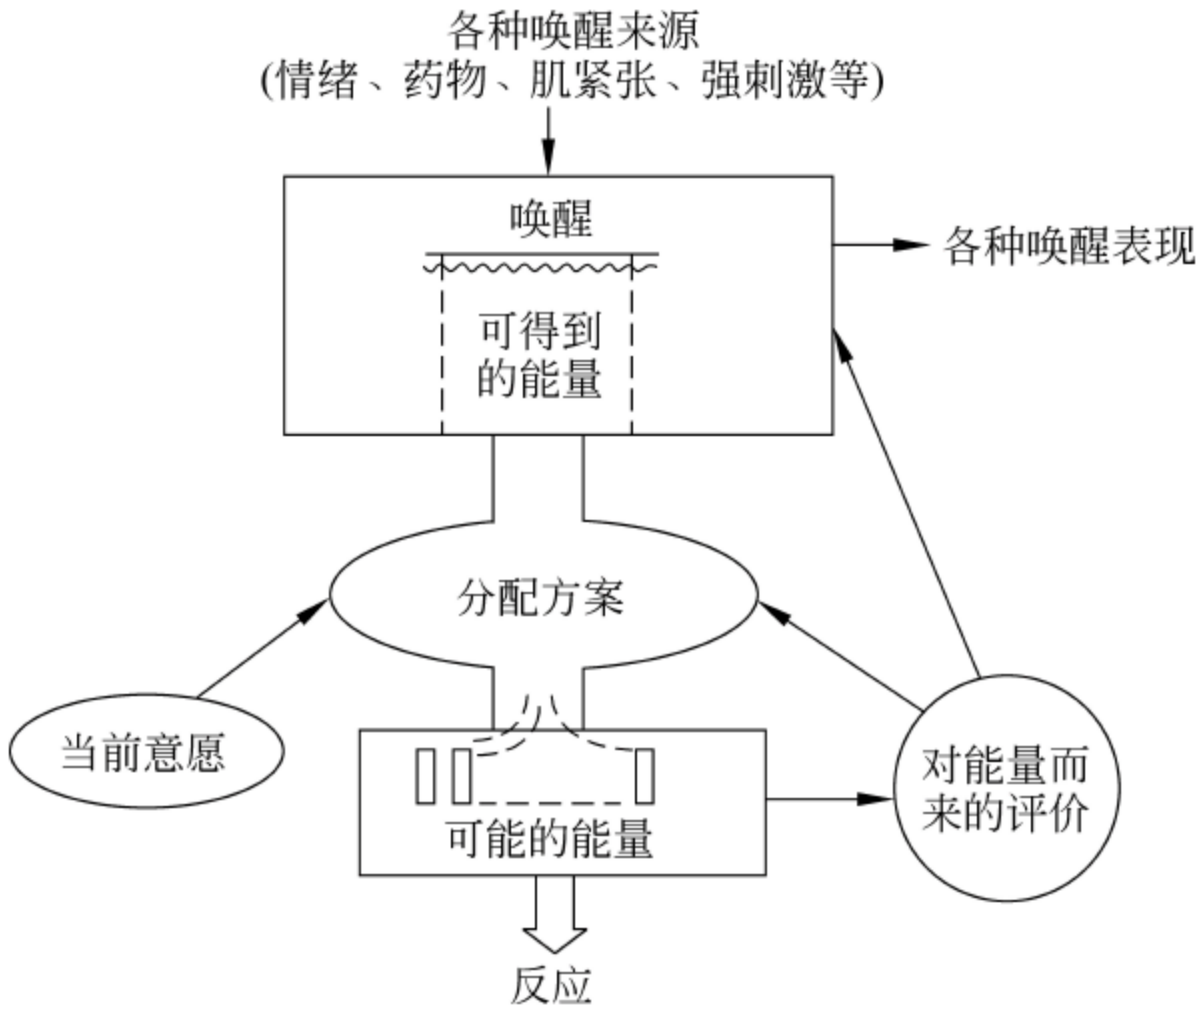 各种唤醒来源
(情绪、药物、肌紧张、强刺激等)
唤醒
各种唤醒表现
可得到
的能量
分配方案
当前意愿
对能量而
来的评价
可能的能量
反应